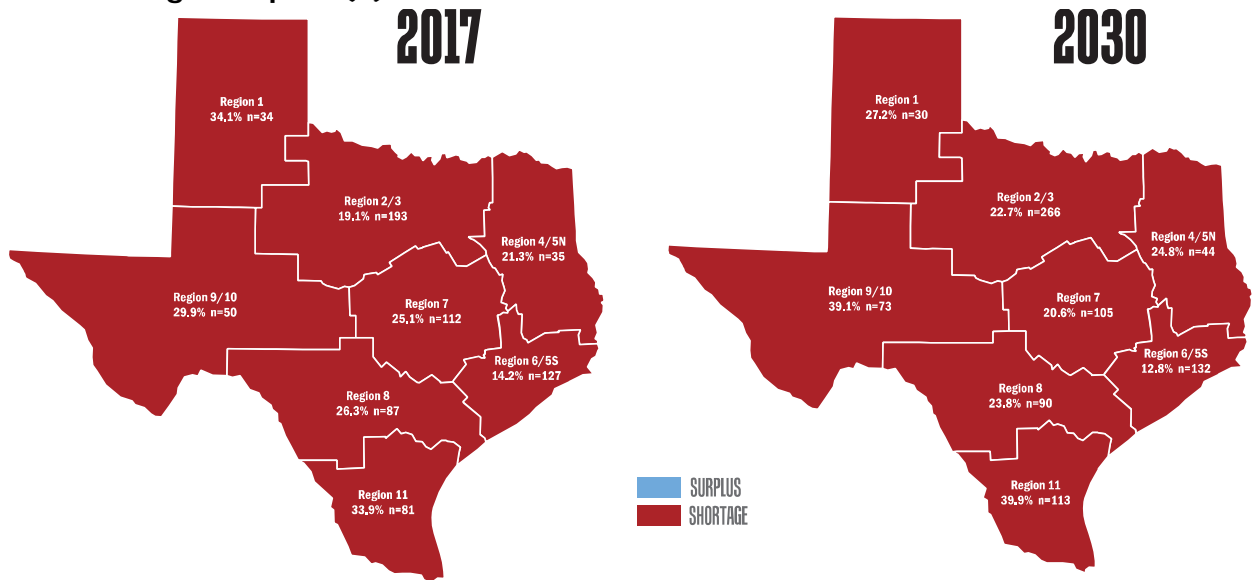 2017
Region 1
34.1% n=34
Region 2/3
19.1% n=193
Region 4/5N
21.3% n=35
Region 9/10
29.9% n=50
Region 7
25.1% n=112
Region 6/5S
14.2% n=127
Region 8
26.3% n=87
Region 11
33.9% n=81
2030
Region 1
27.2% n=30
Region 2/3
22.7% n=266
Region 4/5N
24.8% n=44
Region 9/10
39.1% n=73
Region 7
20.6% n=105
Region 6/5S
12.8% n=132
Region 8
23.8% n=90
Region 11
39.9% n=113
SURPLUS
SHORTAGE